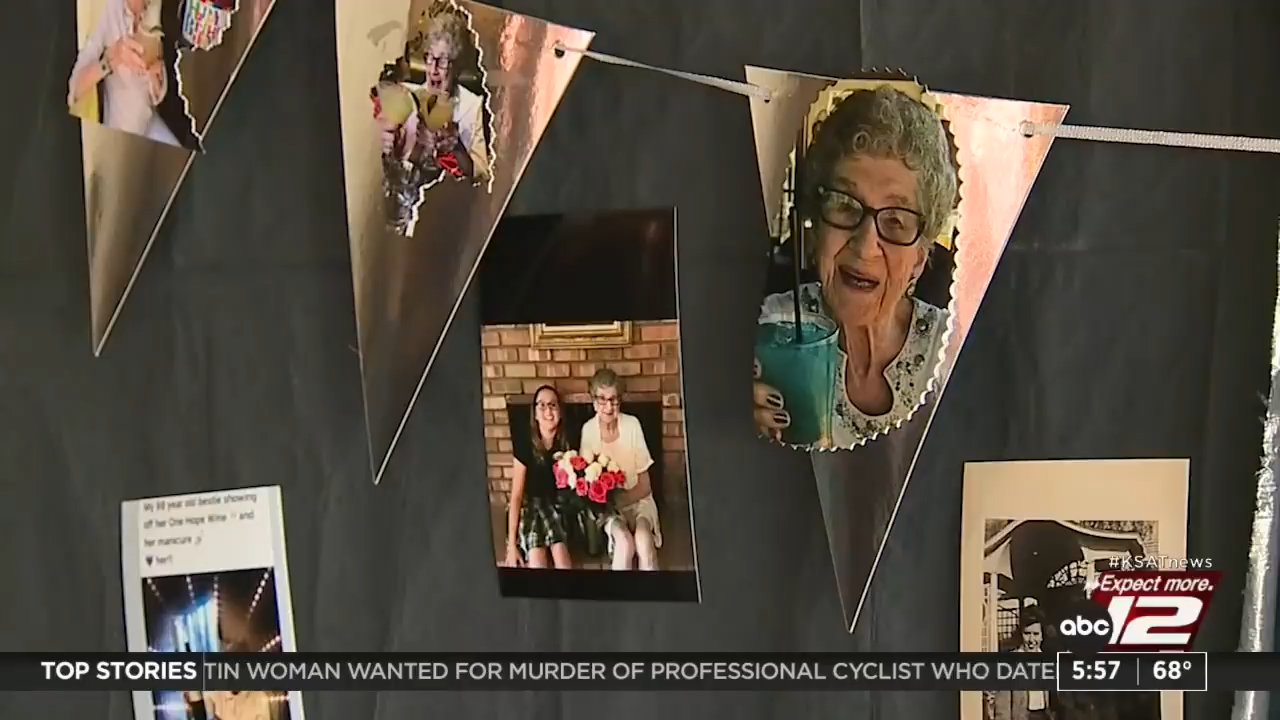 My 98 year old bestie showing
off her One Hope Wine and
her manicure
her!!
#KSATnews
Expect more.
abc 12
TOP STORIES TIN WOMAN WANTED FOR MURDER OF PROFESSIONAL CYCLIST WHO DATE 5:57 68°